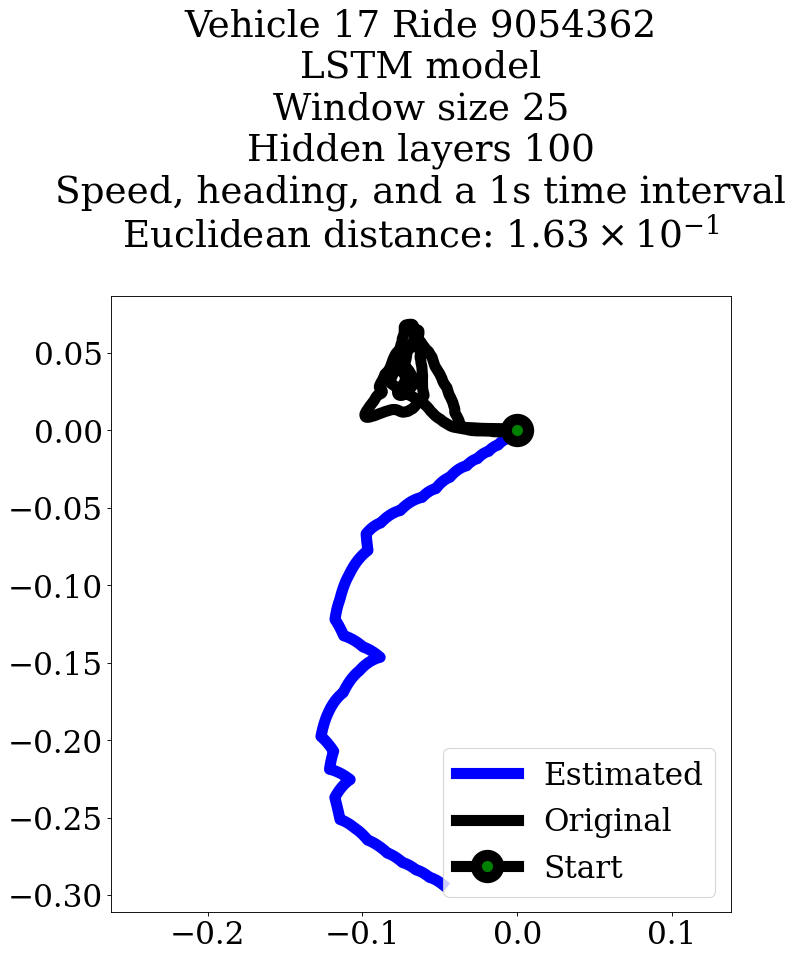 Vehicle 17 Ride 9054362
LSTM model
Window size 25
Hidden layers 100
Speed, heading, and a 1s time interval
Euclidean distance: 1.63 × 10⁻¹
0.05
0.00
−0.05
−0.10
−0.15
−0.20
−0.25
−0.30
Estimated
Original
Start
−0.2 −0.1 0.0 0.1